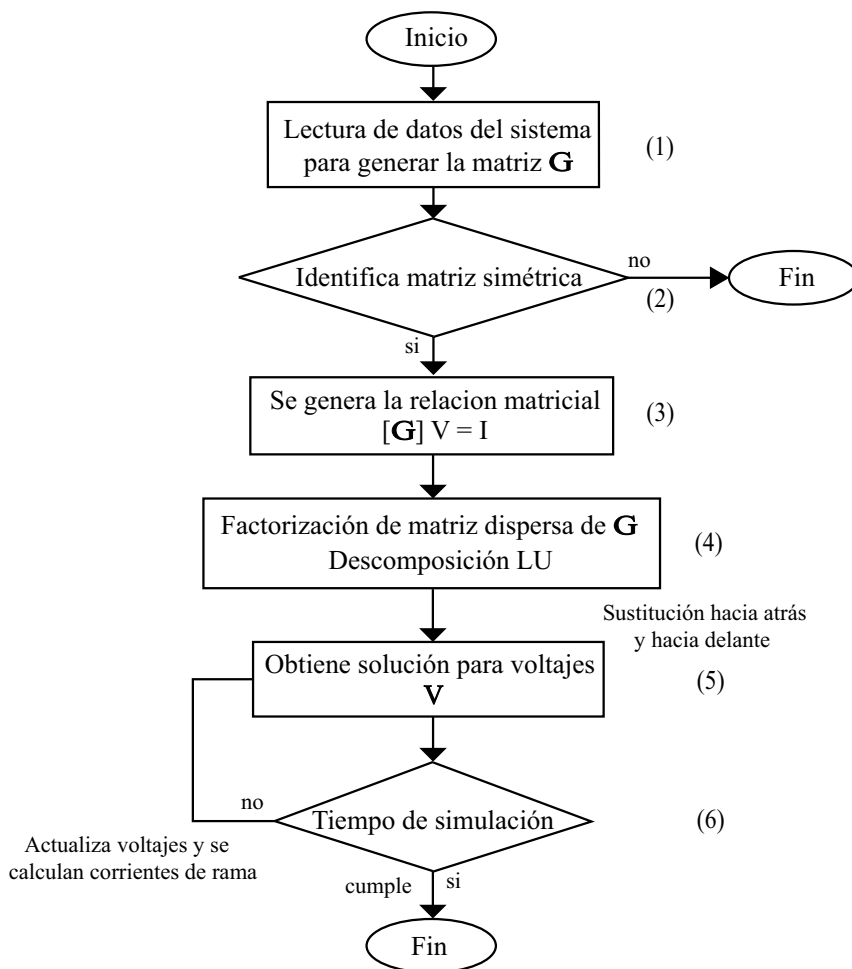 Inicio
Lectura de datos del sistema
para generar la matriz G
(1)
Identifica matriz simétrica
no
(2)
Fin
si
Se genera la relacion matricial
[G] V = I
(3)
Factorización de matriz dispersa de G
Descomposición LU
(4)
Sustitución hacia atrás
y hacia delante
Obtiene solución para voltajes
V
(5)
no
Tiempo de simulación
(6)
Actualiza voltajes y se
calculan corrientes de rama
cumple
si
Fin